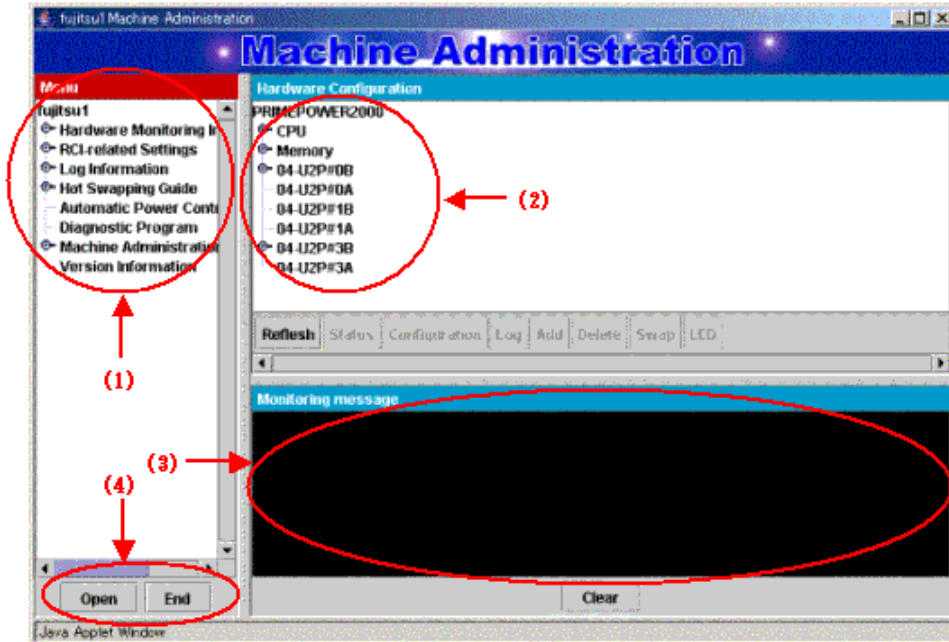 fujitsu1 Machine Administration
Machine Administration
Menu
fujitsu1
Hardware Monitoring Ir
RCI-related Settings
Log Information
Hot Swapping Guide
Automatic Power Contr
Diagnostic Program
Machine Administration
Version Information
(1)
Hardware Configuration
PRIMEPOWER2000
CPU
Memory
04-U2P#0B
04-U2P#0A
04-U2P#1B
04-U2P#1A
04-U2P#3B
04-U2P#3A
(2)
Reflesh Status Configuration Log Add Delete Swap LED
Monitoring message
(3)
(4)
Open End
Clear
Java Applet Window